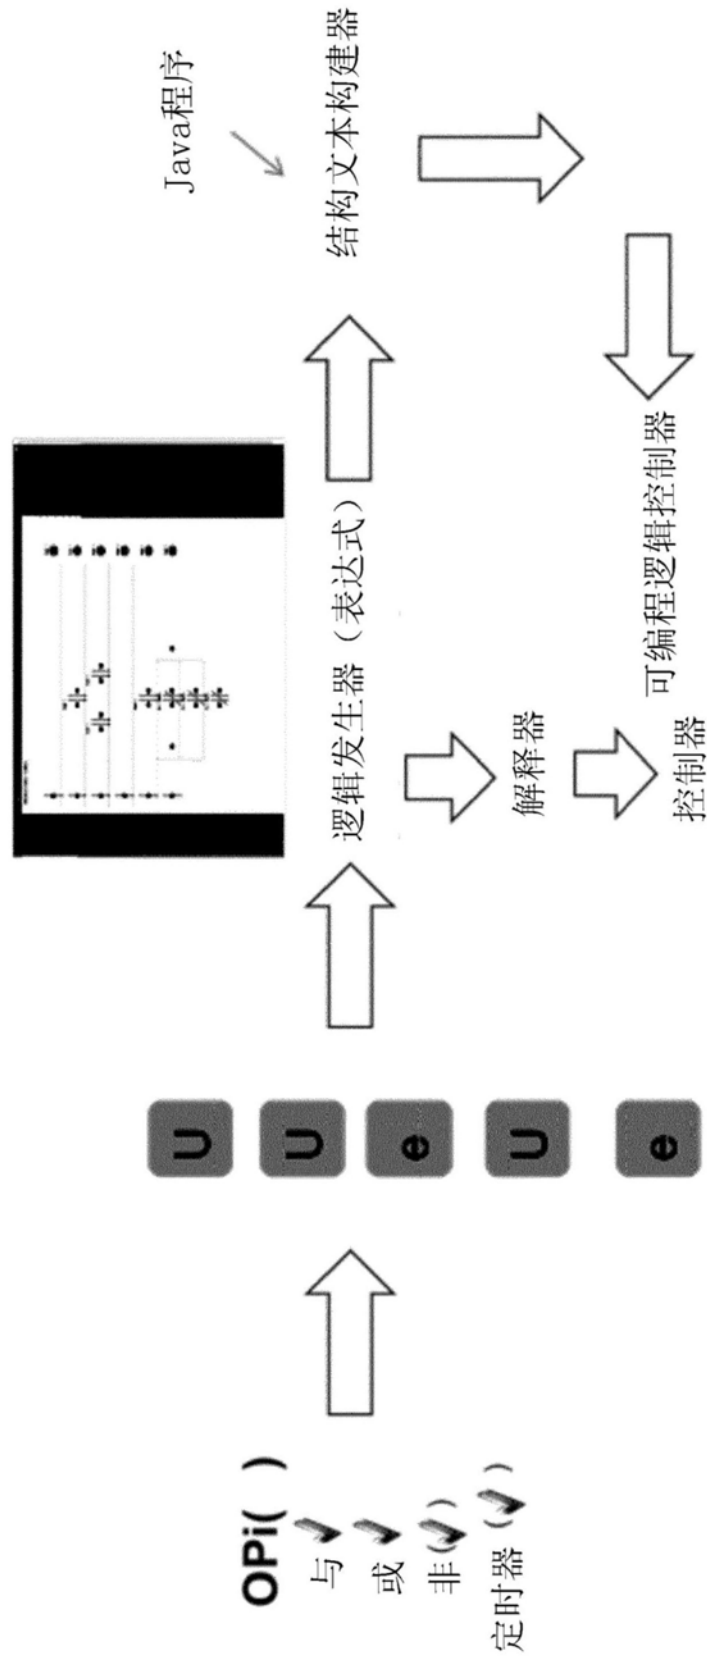 OPi( )
与
或
非( )
定时器( )
U
U
e
U
e
逻辑发生器（表达式）
解释器
控制器
Java程序
结构文本构建器
可编程逻辑控制器